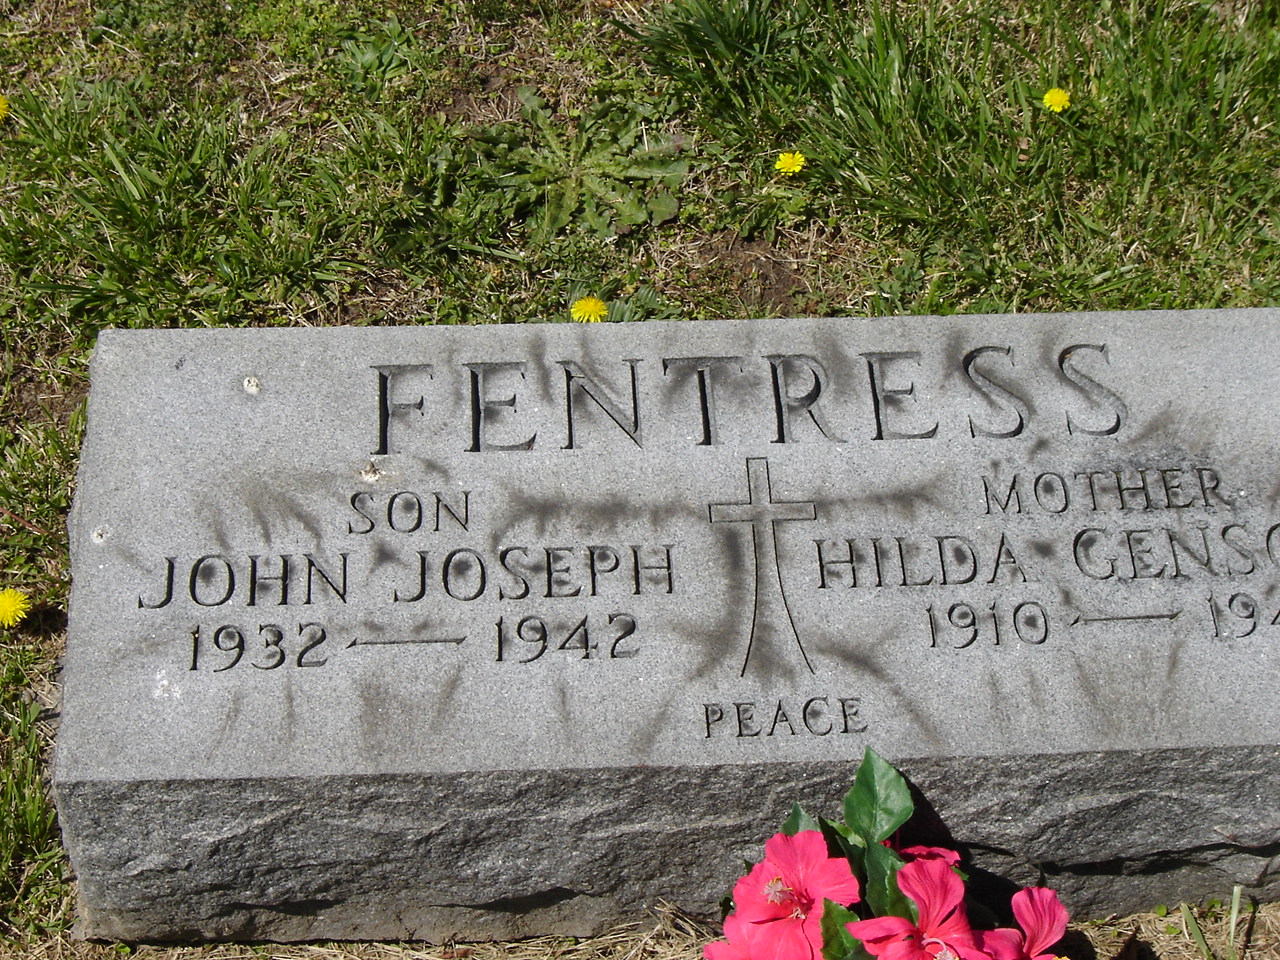 FENTRESS
SON
JOHN JOSEPH
1932 — 1942
MOTHER
HILDA
1910 —
PEACE